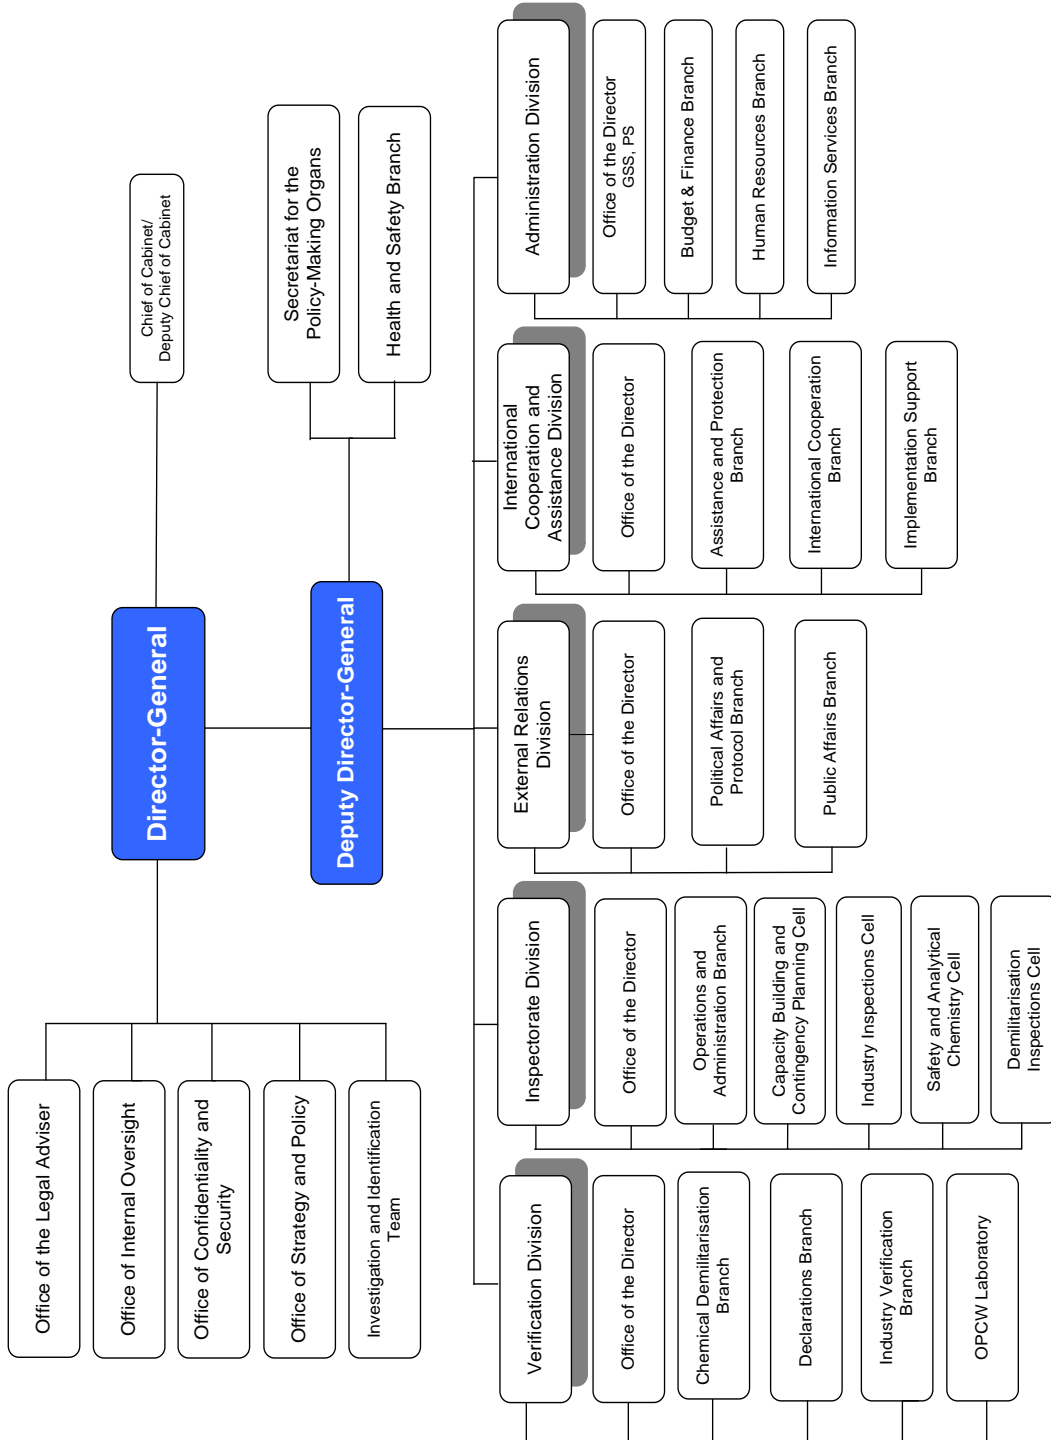 Director-General
Chief of Cabinet/
Deputy Chief of Cabinet
Office of the Legal Adviser
Office of Internal Oversight
Office of Confidentiality and
Security
Office of Strategy and Policy
Investigation and Identification
Team
Deputy Director-General
Secretariat for the
Policy-Making Organs
Health and Safety Branch
Verification Division
Office of the Director
Chemical Demilitarisation
Branch
Declarations Branch
Industry Verification
Branch
OPCW Laboratory
Inspectorate Division
Office of the Director
Operations and
Administration Branch
Capacity Building and
Contingency Planning Cell
Industry Inspections Cell
Safety and Analytical
Chemistry Cell
Demilitarisation
Inspections Cell
External Relations
Division
Office of the Director
Political Affairs and
Protocol Branch
Public Affairs Branch
International
Cooperation and
Assistance Division
Office of the Director
Assistance and Protection
Branch
International Cooperation
Branch
Implementation Support
Branch
Administration Division
Office of the Director
GSS, PS
Budget & Finance Branch
Human Resources Branch
Information Services Branch